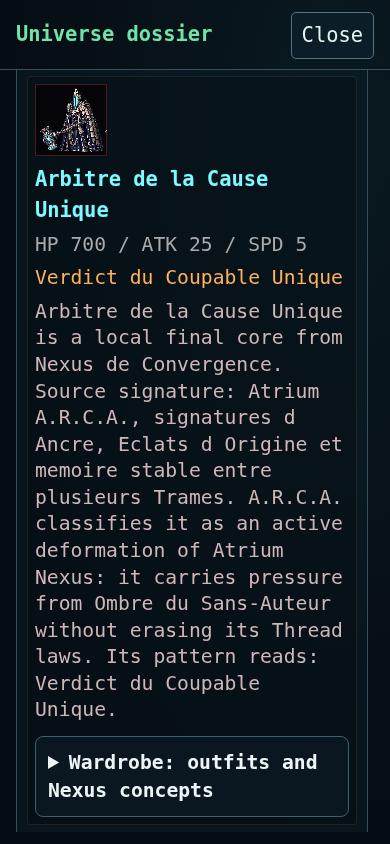 Universe dossier
Close
Arbitre de la Cause
Unique
HP 700 / ATK 25 / SPD 5
Verdict du Coupable Unique
Arbitre de la Cause Unique
is a local final core from
Nexus de Convergence.
Source signature: Atrium
A.R.C.A., signatures d
Ancre, Eclats d Origine et
memoire stable entre
plusieurs Trames. A.R.C.A.
classifies it as an active
deformation of Atrium
Nexus: it carries pressure
from Ombre du Sans-Auteur
without erasing its Thread
laws. Its pattern reads:
Verdict du Coupable
Unique.
▶ Wardrobe: outfits and
Nexus concepts